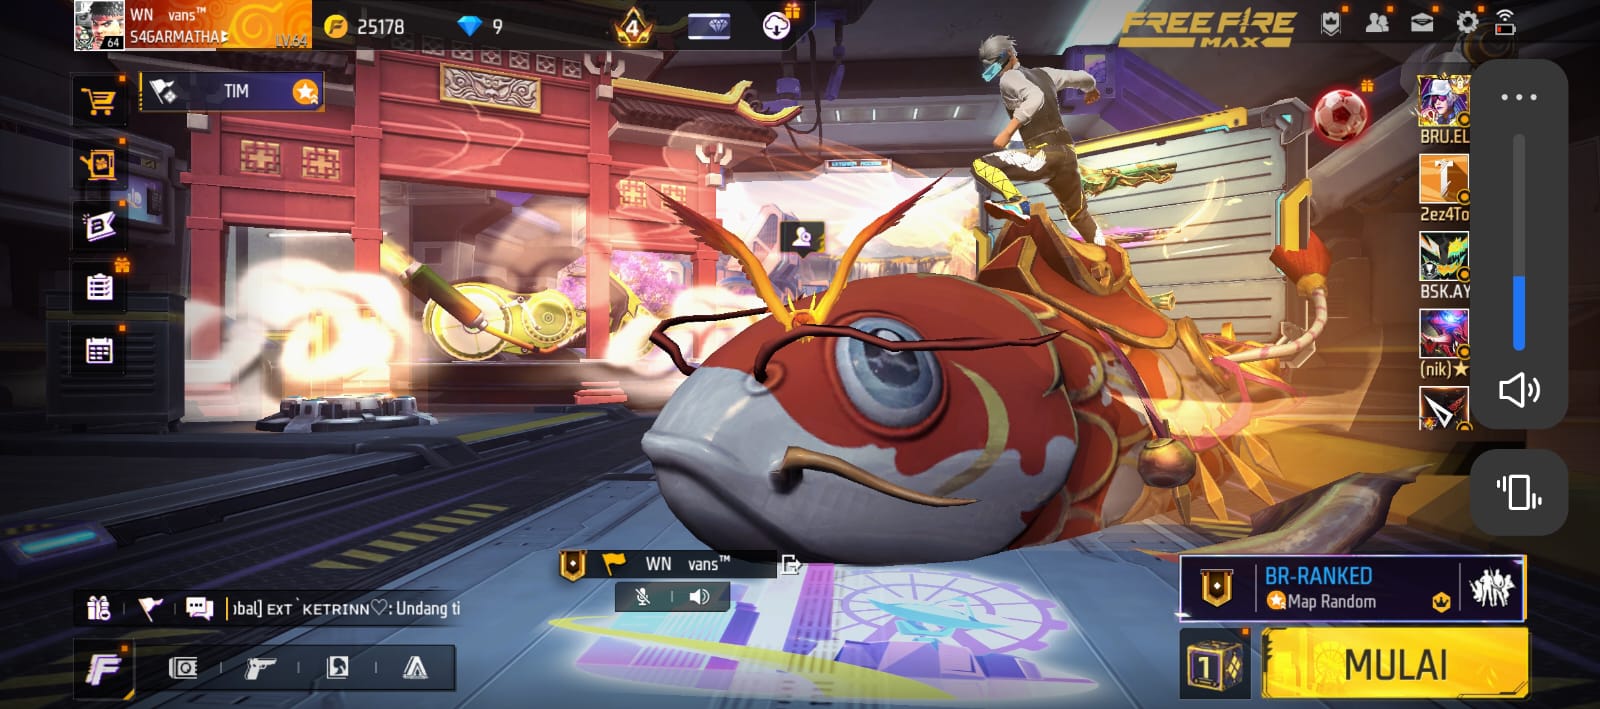 WN vans™
S4GARMATHA
64
LV.64
25178
9
4
FREE FIRE
MAX
TIM
BRU.EL
2ez4To
BSK.AY
(nik)★
WN vans™
ɔbal] EXT`KETRINN♡: Undang ti
BR-RANKED
Map Random
1
MULAI